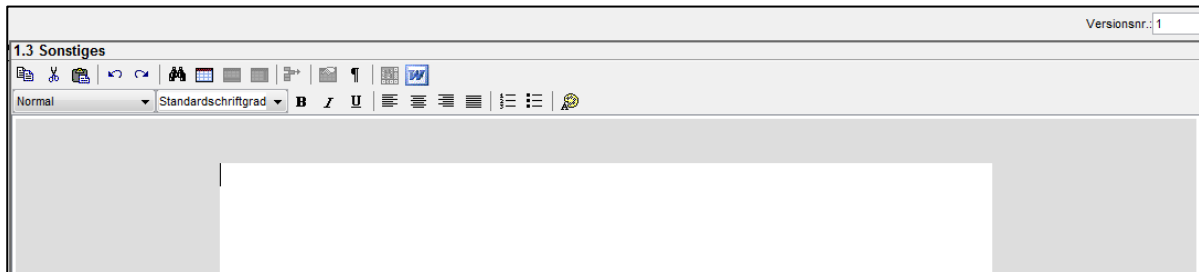 Versionsnr.: 1
1.3 Sonstiges
W
Normal Standardschriftgrad B I U